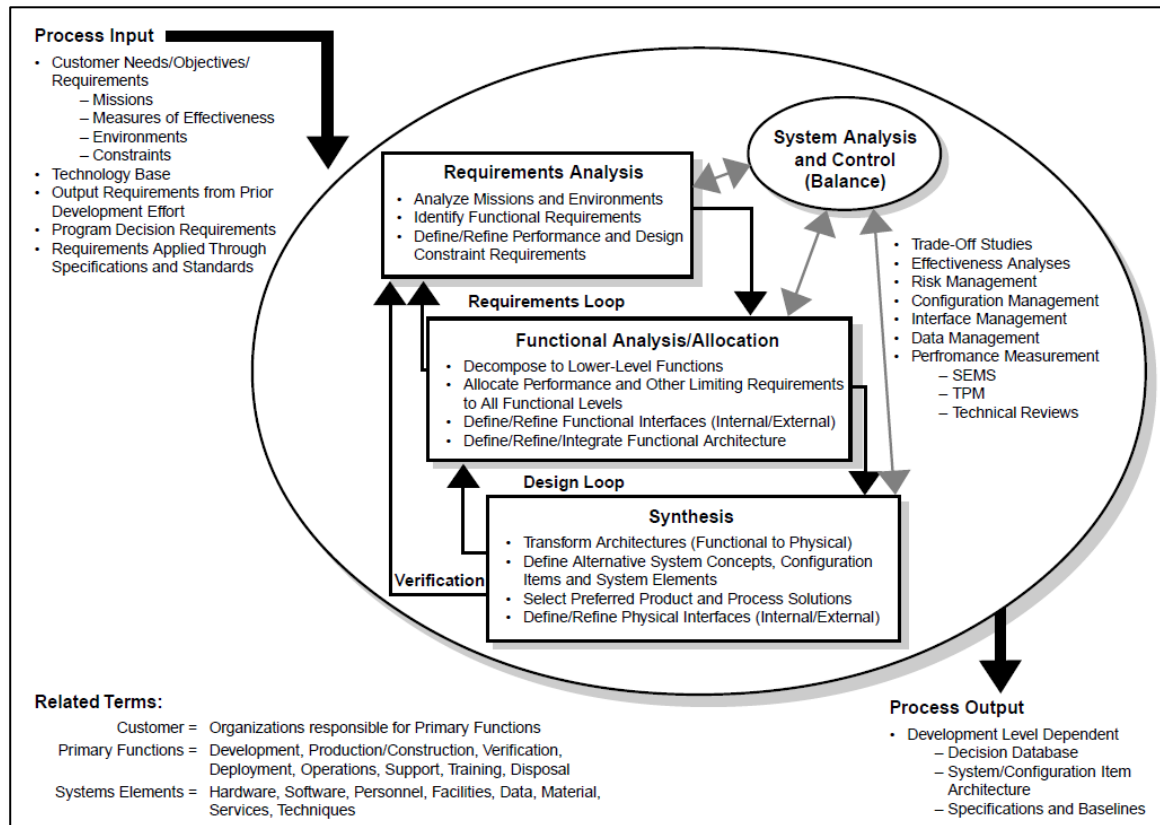 Process Input
• Customer Needs/Objectives/
Requirements
– Missions
– Measures of Effectiveness
– Environments
– Constraints
• Technology Base
• Output Requirements from Prior
Development Effort
• Program Decision Requirements
• Requirements Applied Through
Specifications and Standards
System Analysis
and Control
(Balance)
Requirements Analysis
• Analyze Missions and Environments
• Identify Functional Requirements
• Define/Refine Performance and Design
Constraint Requirements
• Trade-Off Studies
• Effectiveness Analyses
• Risk Management
• Configuration Management
• Interface Management
• Data Management
• Perfromance Measurement
– SEMS
– TPM
– Technical Reviews
Requirements Loop
Functional Analysis/Allocation
• Decompose to Lower-Level Functions
• Allocate Performance and Other Limiting Requirements
to All Functional Levels
• Define/Refine Functional Interfaces (Internal/External)
• Define/Refine/Integrate Functional Architecture
Design Loop
Synthesis
• Transform Architectures (Functional to Physical)
• Define Alternative System Concepts, Configuration
Items and System Elements
• Select Preferred Product and Process Solutions
• Define/Refine Physical Interfaces (Internal/External)
Verification
Related Terms:
Customer = Organizations responsible for Primary Functions
Primary Functions = Development, Production/Construction, Verification,
Deployment, Operations, Support, Training, Disposal
Systems Elements = Hardware, Software, Personnel, Facilities, Data, Material,
Services, Techniques
Process Output
• Development Level Dependent
– Decision Database
– System/Configuration Item
Architecture
– Specifications and Baselines